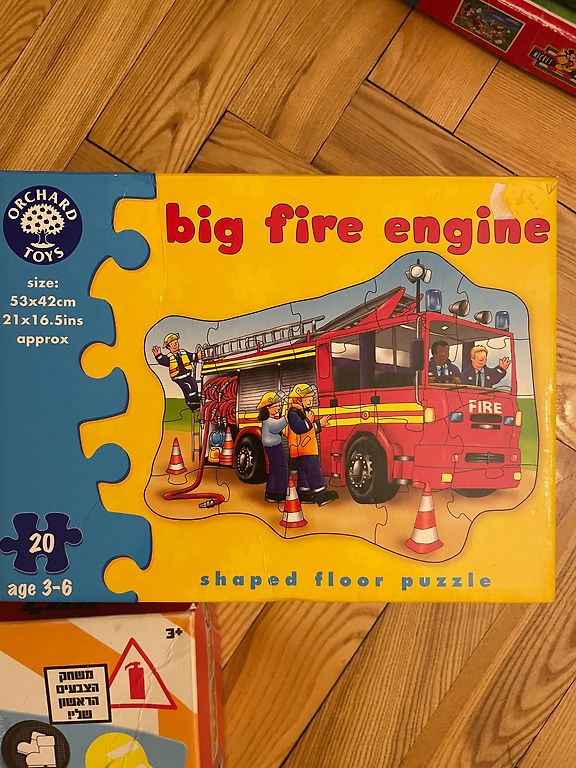 MICKEY
ORCHARD
TOYS
big fire engine
size:
53x42cm
21x16.5ins
approx
FIRE
20
age 3-6
shaped floor puzzle
3+
משחק
הצבעים
הראשון
שלי!